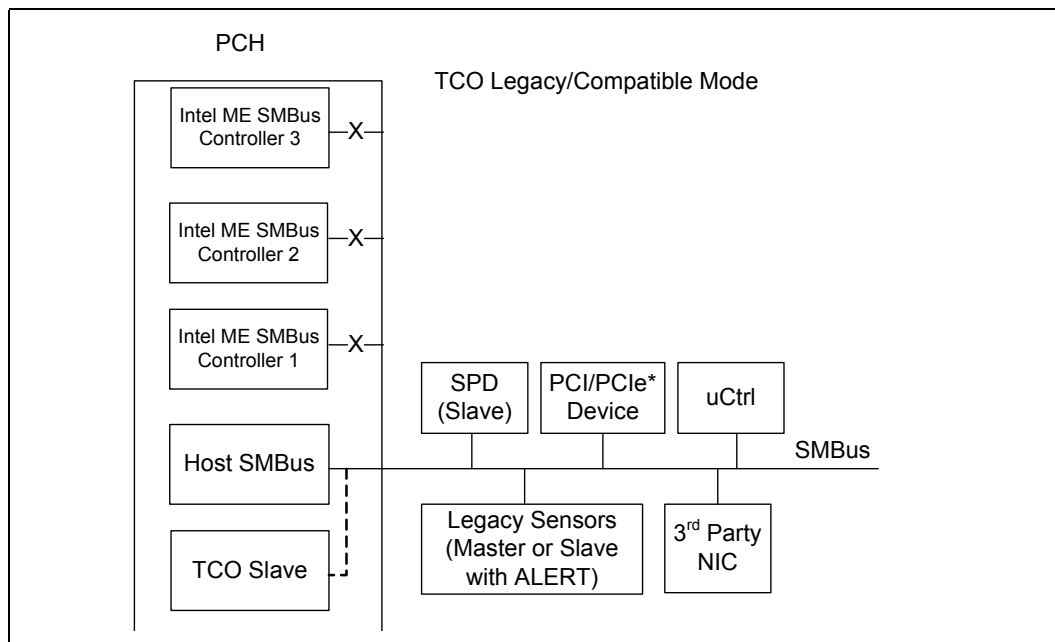 PCH
TCO Legacy/Compatible Mode
Intel ME SMBus
Controller 3
X
Intel ME SMBus
Controller 2
X
Intel ME SMBus
Controller 1
X
SPD
(Slave)
PCI/PCIe*
Device
uCtrl
Host SMBus
SMBus
Legacy Sensors
(Master or Slave
with ALERT)
3rd Party
NIC
TCO Slave